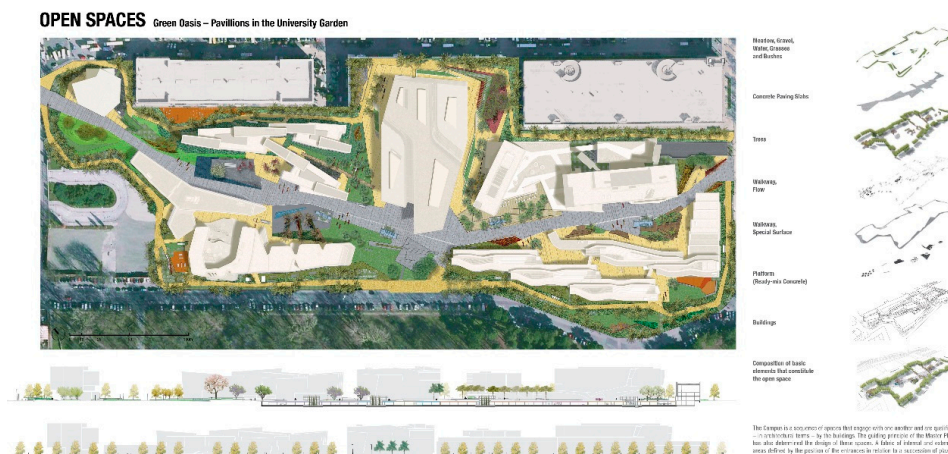 OPEN SPACES Green Oasis – Pavillions in the University Garden
Meadow, Gravel,
Water, Grasses
and Bushes
Concrete Paving Slabs
Trees
Walkway,
Flow
Walkway,
Special Surface
Platform
(Ready-mix Concrete)
Buildings
Composition of basic
elements that constitute
the open space
The Campus is a sequence of spaces that engage with one another and are
– in architectural terms – by the buildings. The guiding principle of the Master
has also determined the design of these spaces. A fabric of internal and
areas defined by the position of the entrances in relation to a succession of